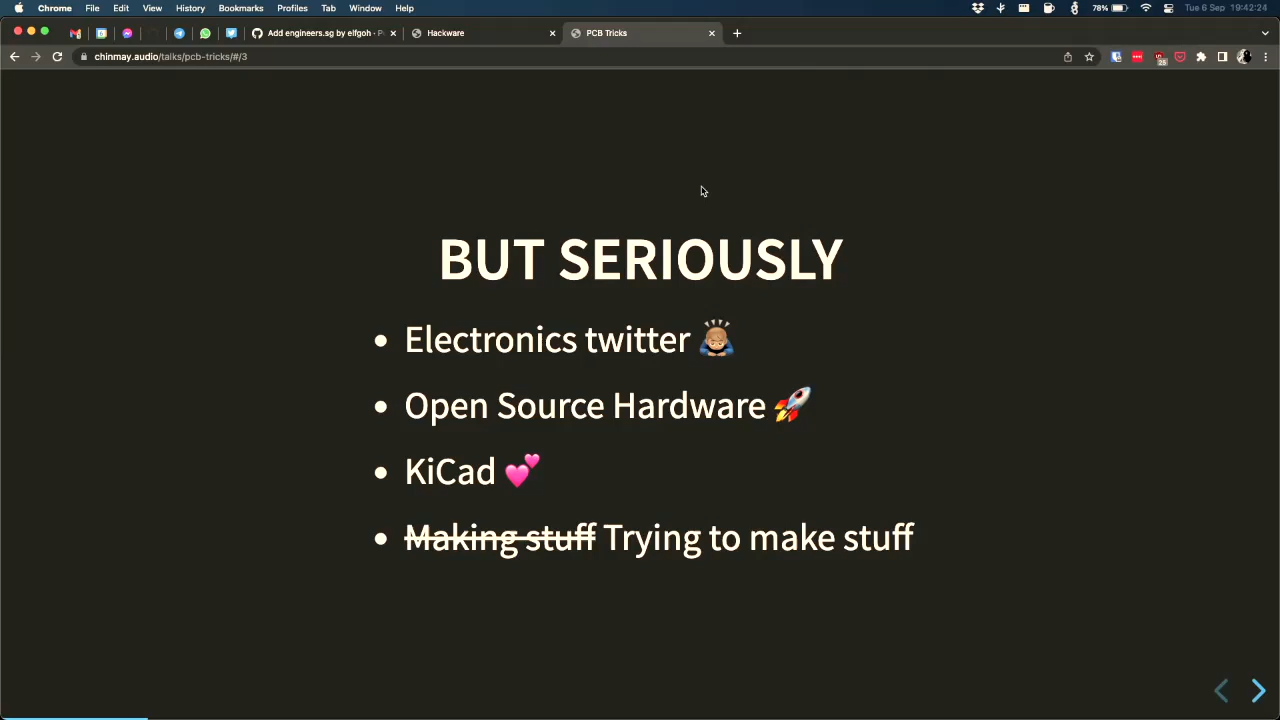 Chrome File Edit View History Bookmarks Profiles Tab Window Help 78% Tue 6 Sep 19:42:24
Add engineers.sg by elfgoh · P Hackware PCB Tricks
chinmay.audio/talks/pcb-tricks/#/3 25
BUT SERIOUSLY
• Electronics twitter 🙇🏽
• Open Source Hardware 🚀
• KiCad 💕
• Making stuff Trying to make stuff